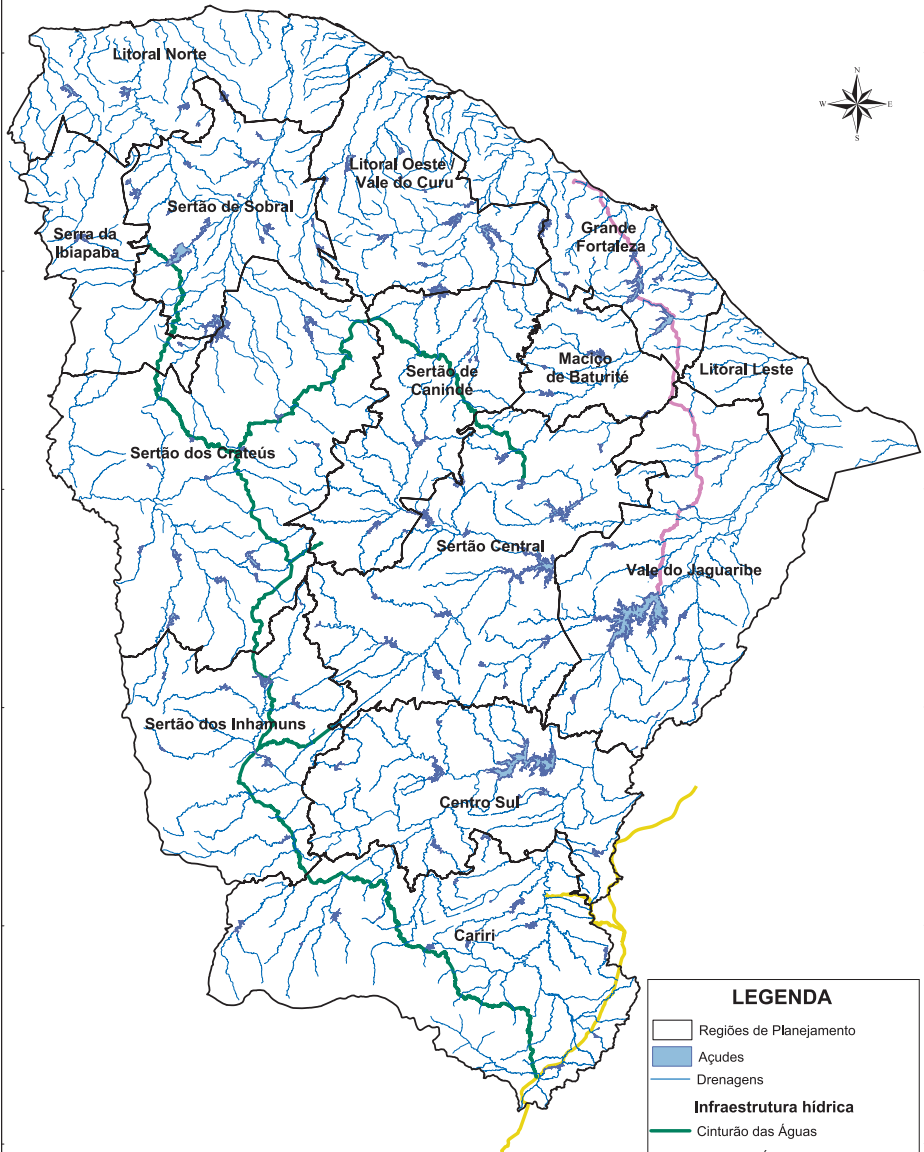 Litoral Norte
N
W
E
S
Litoral Oeste /
Vale do Curu
Sertão de Sobral
Serra da
Ibiapaba
Grande
Fortaleza
Sertão de
Canindé
Maciço
de Baturité
Litoral Leste
Sertão dos Crateús
Sertão Central
Vale do Jaguaribe
Sertão dos Inhamuns
Centro Sul
Cariri
LEGENDA
Regiões de Planejamento
Açudes
Drenagens
Infraestrutura hídrica
Cinturão das Águas